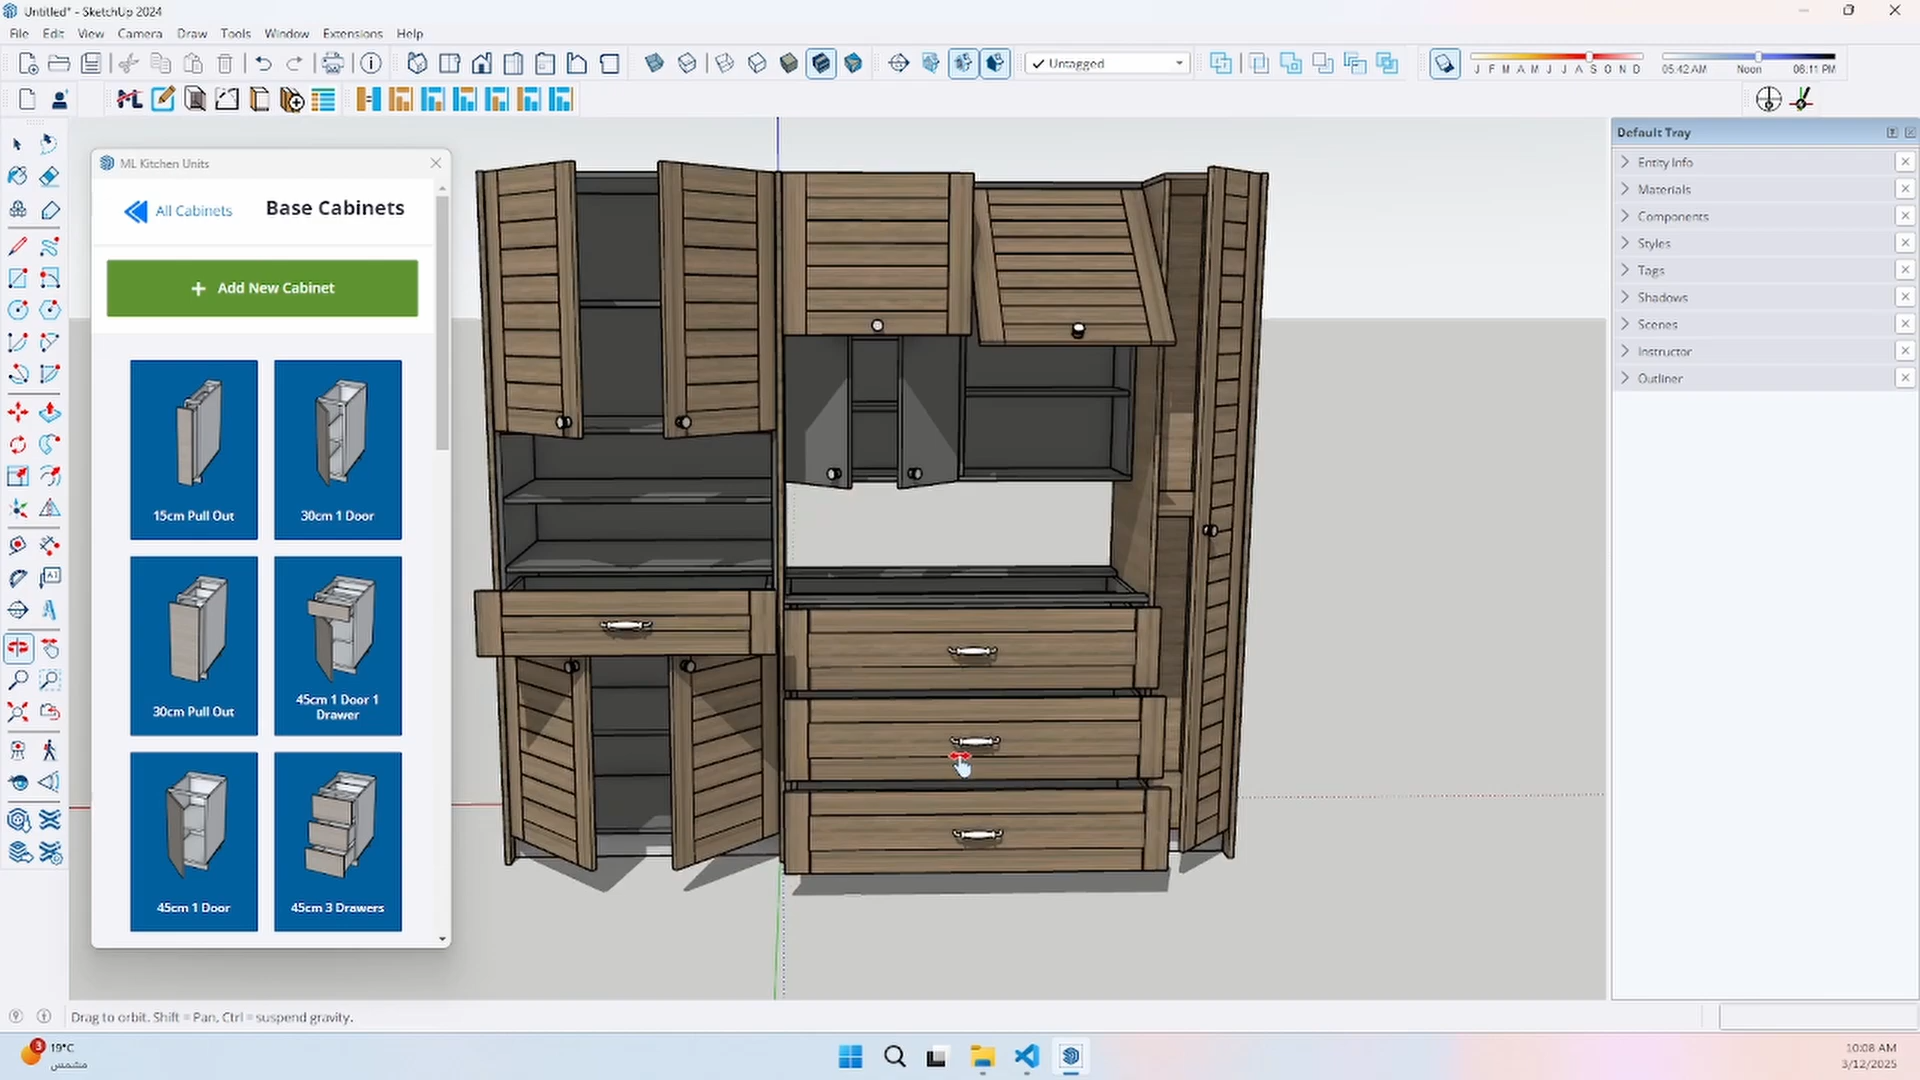 Untitled* - SketchUp 2024
File Edit View Camera Draw Tools Window Extensions Help
Untagged
J F M A M J J A S O N D
05:42 AM Noon 06:11 PM
Default Tray
Entity Info
Materials
Components
Styles
Tags
Shadows
Scenes
Instructor
Outliner
ML Kitchen Units
All Cabinets
Base Cabinets
+ Add New Cabinet
15cm Pull Out
30cm 1 Door
30cm Pull Out
45cm 1 Door 1
Drawer
45cm 1 Door
45cm 3 Drawers
Drag to orbit. Shift = Pan, Ctrl = suspend gravity.
3
19°C
مشمس
10:08 AM
3/12/2025